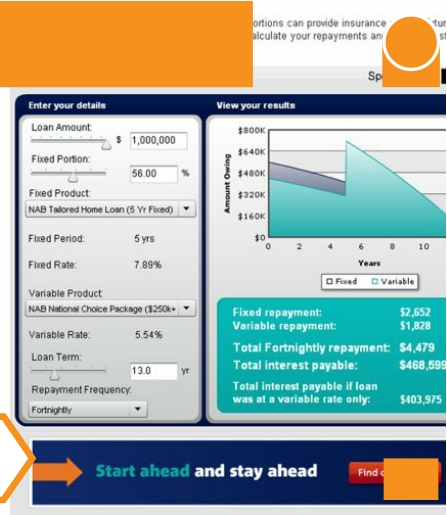 ortions can provide insurance
alculate your repayments an
Enter your details
Loan Amount:
$ 1,000,000
Fixed Portion:
56.00 %
Fixed Product:
NAB Tailored Home Loan (5 Yr Fixed)
Fixed Period: 5 yrs
Fixed Rate: 7.89%
Variable Product:
NAB National Choice Package ($250k+
Variable Rate: 5.54%
Loan Term:
13.0 yr
Repayment Frequency:
Fortnightly
View your results
Amount Owing
$800K
$640K
$480K
$320K
$160K
$0
0 2 4 6 8 10
Years
Fixed Variable
Fixed repayment: $2,652
Variable repayment: $1,828
Total Fortnightly repayment: $4,479
Total interest payable: $468,599
Total interest payable if loan
was at a variable rate only: $403,975
Start ahead and stay ahead
Find